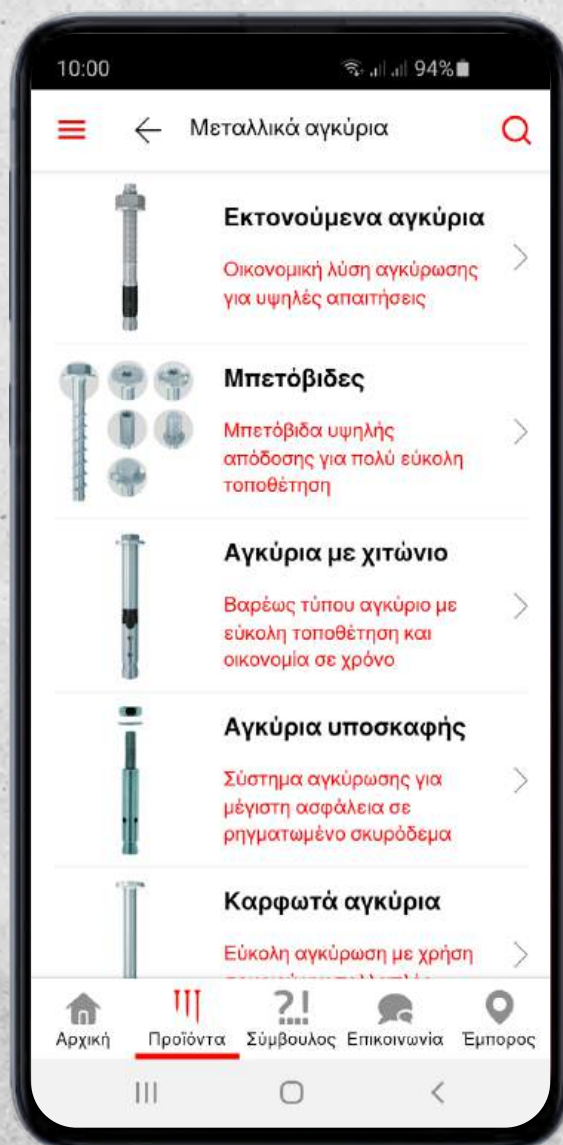 10:00
94%
Μεταλλικά αγκύρια
Εκτονούμενα αγκύρια
Οικονομική λύση αγκύρωσης
για υψηλές απαιτήσεις
Μπετόβιδες
Μπετόβιδα υψηλής
απόδοσης για πολύ εύκολη
τοποθέτηση
Αγκύρια με χιτώνιο
Βαρέως τύπου αγκύριο με
εύκολη τοποθέτηση και
οικονομία σε χρόνο
Αγκύρια υποσκαφής
Σύστημα αγκύρωσης για
μέγιστη ασφάλεια σε
ρηγματωμένο σκυρόδεμα
Καρφωτά αγκύρια
Εύκολη αγκύρωση με χρήση
Αρχική Προϊόντα Σύμβουλος Επικοινωνία Έμπορος